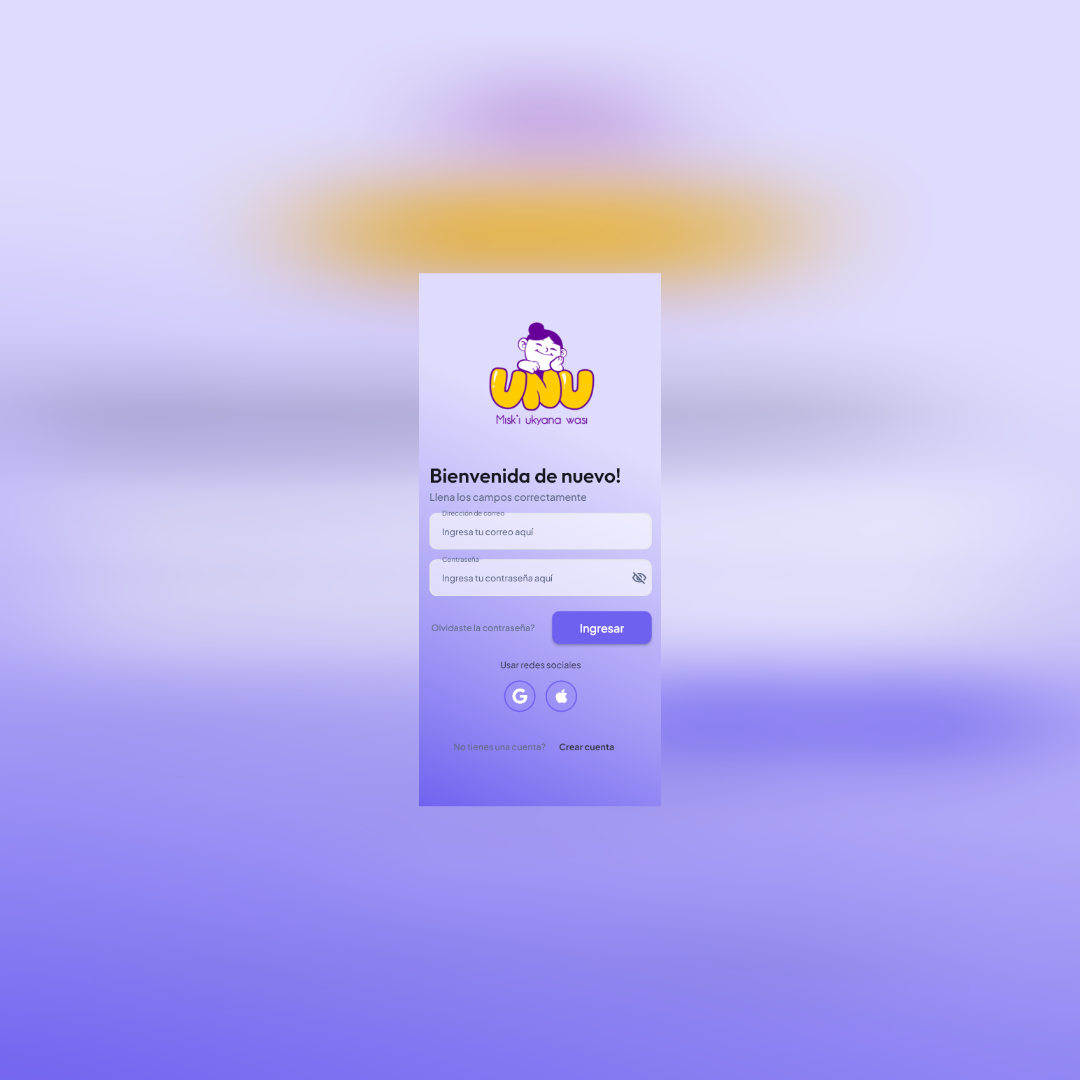 UNU
Misk'i ukyana wasi
Bienvenida de nuevo!
Llena los campos correctamente
Dirección de correo
Ingresa tu correo aquí
Contraseña
Ingresa tu contraseña aquí
Olvidaste la contraseña? Ingresar
Usar redes sociales
G
No tienes una cuenta? Crear cuenta